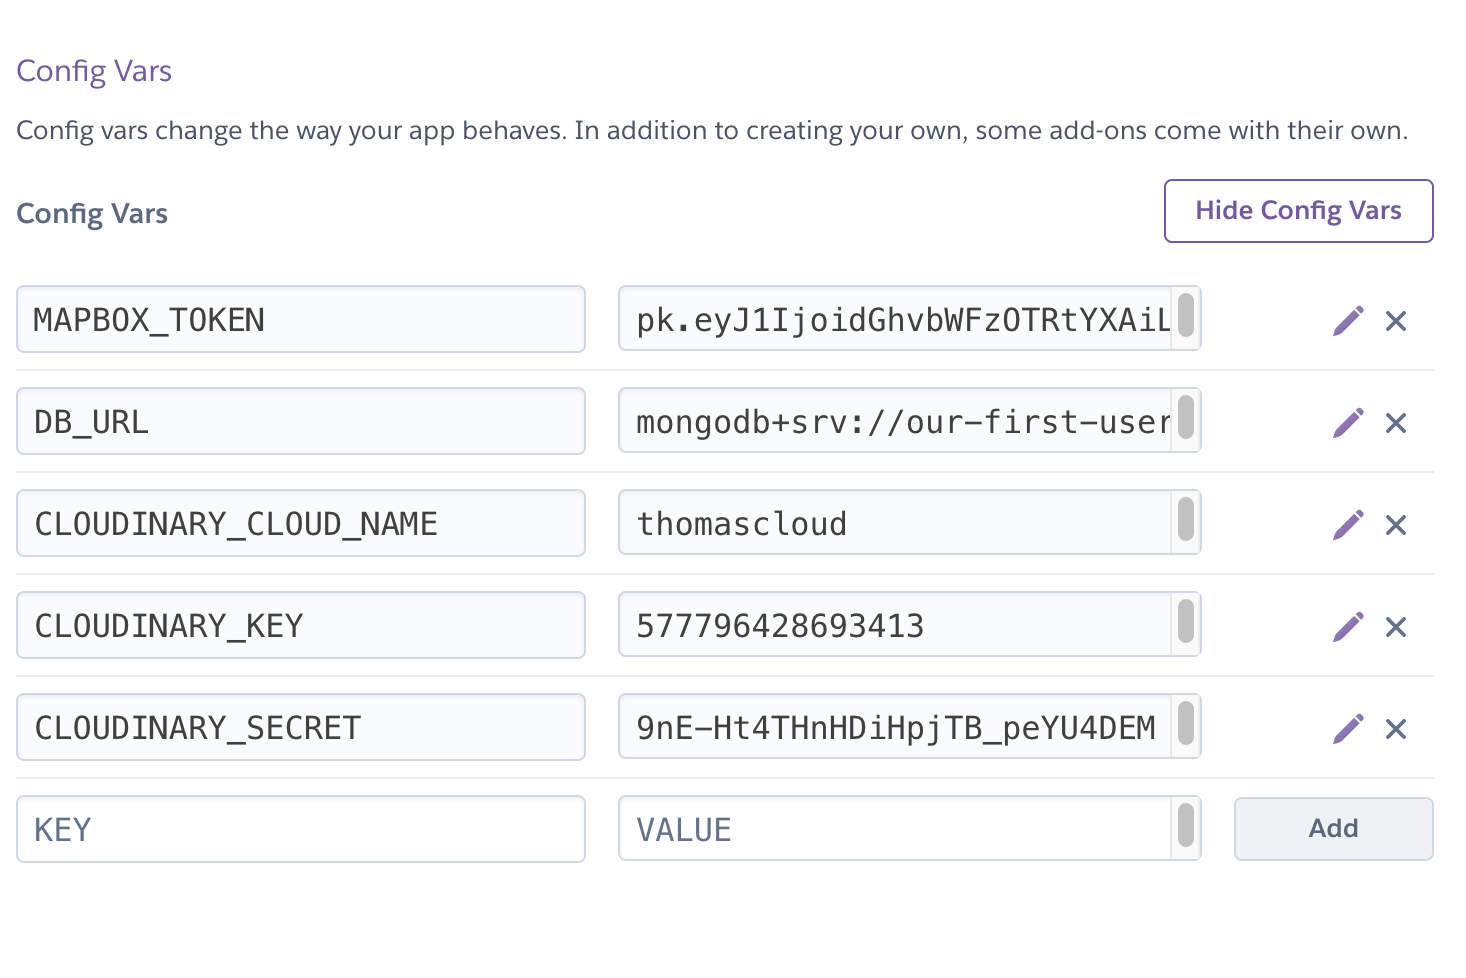 Config Vars
Config vars change the way your app behaves. In addition to creating your own, some add-ons come with their own.
Config Vars
Hide Config Vars
MAPBOX_TOKEN
pk.eyJ1IjoidGhvbWFzOTRtYXAiL
DB_URL
mongodb+srv://our-first-user
CLOUDINARY_CLOUD_NAME
thomascloud
CLOUDINARY_KEY
577796428693413
CLOUDINARY_SECRET
9nE-Ht4THnHDiHpjTB_peYU4DEM
KEY
VALUE
Add